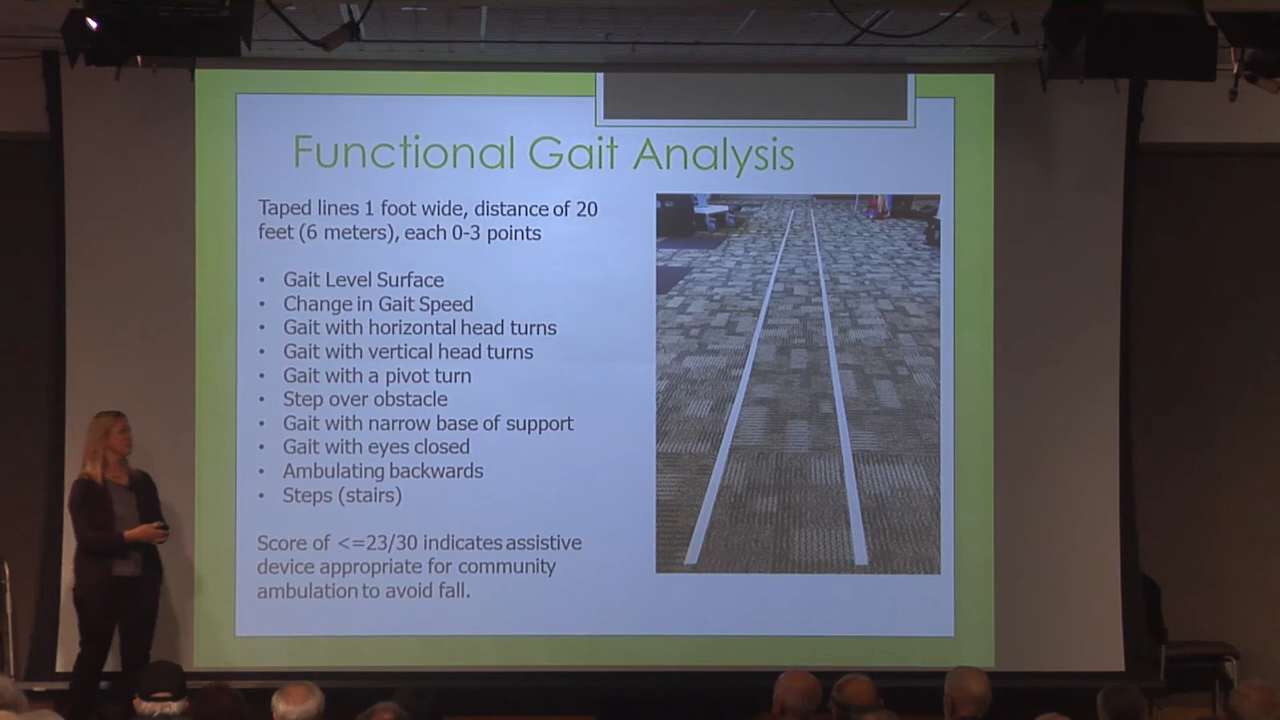 Functional Gait Analysis
Taped lines 1 foot wide, distance of 20
feet (6 meters), each 0-3 points
• Gait Level Surface
• Change in Gait Speed
• Gait with horizontal head turns
• Gait with vertical head turns
• Gait with a pivot turn
• Step over obstacle
• Gait with narrow base of support
• Gait with eyes closed
• Ambulating backwards
• Steps (stairs)
Score of <=23/30 indicates assistive
device appropriate for community
ambulation to avoid fall.